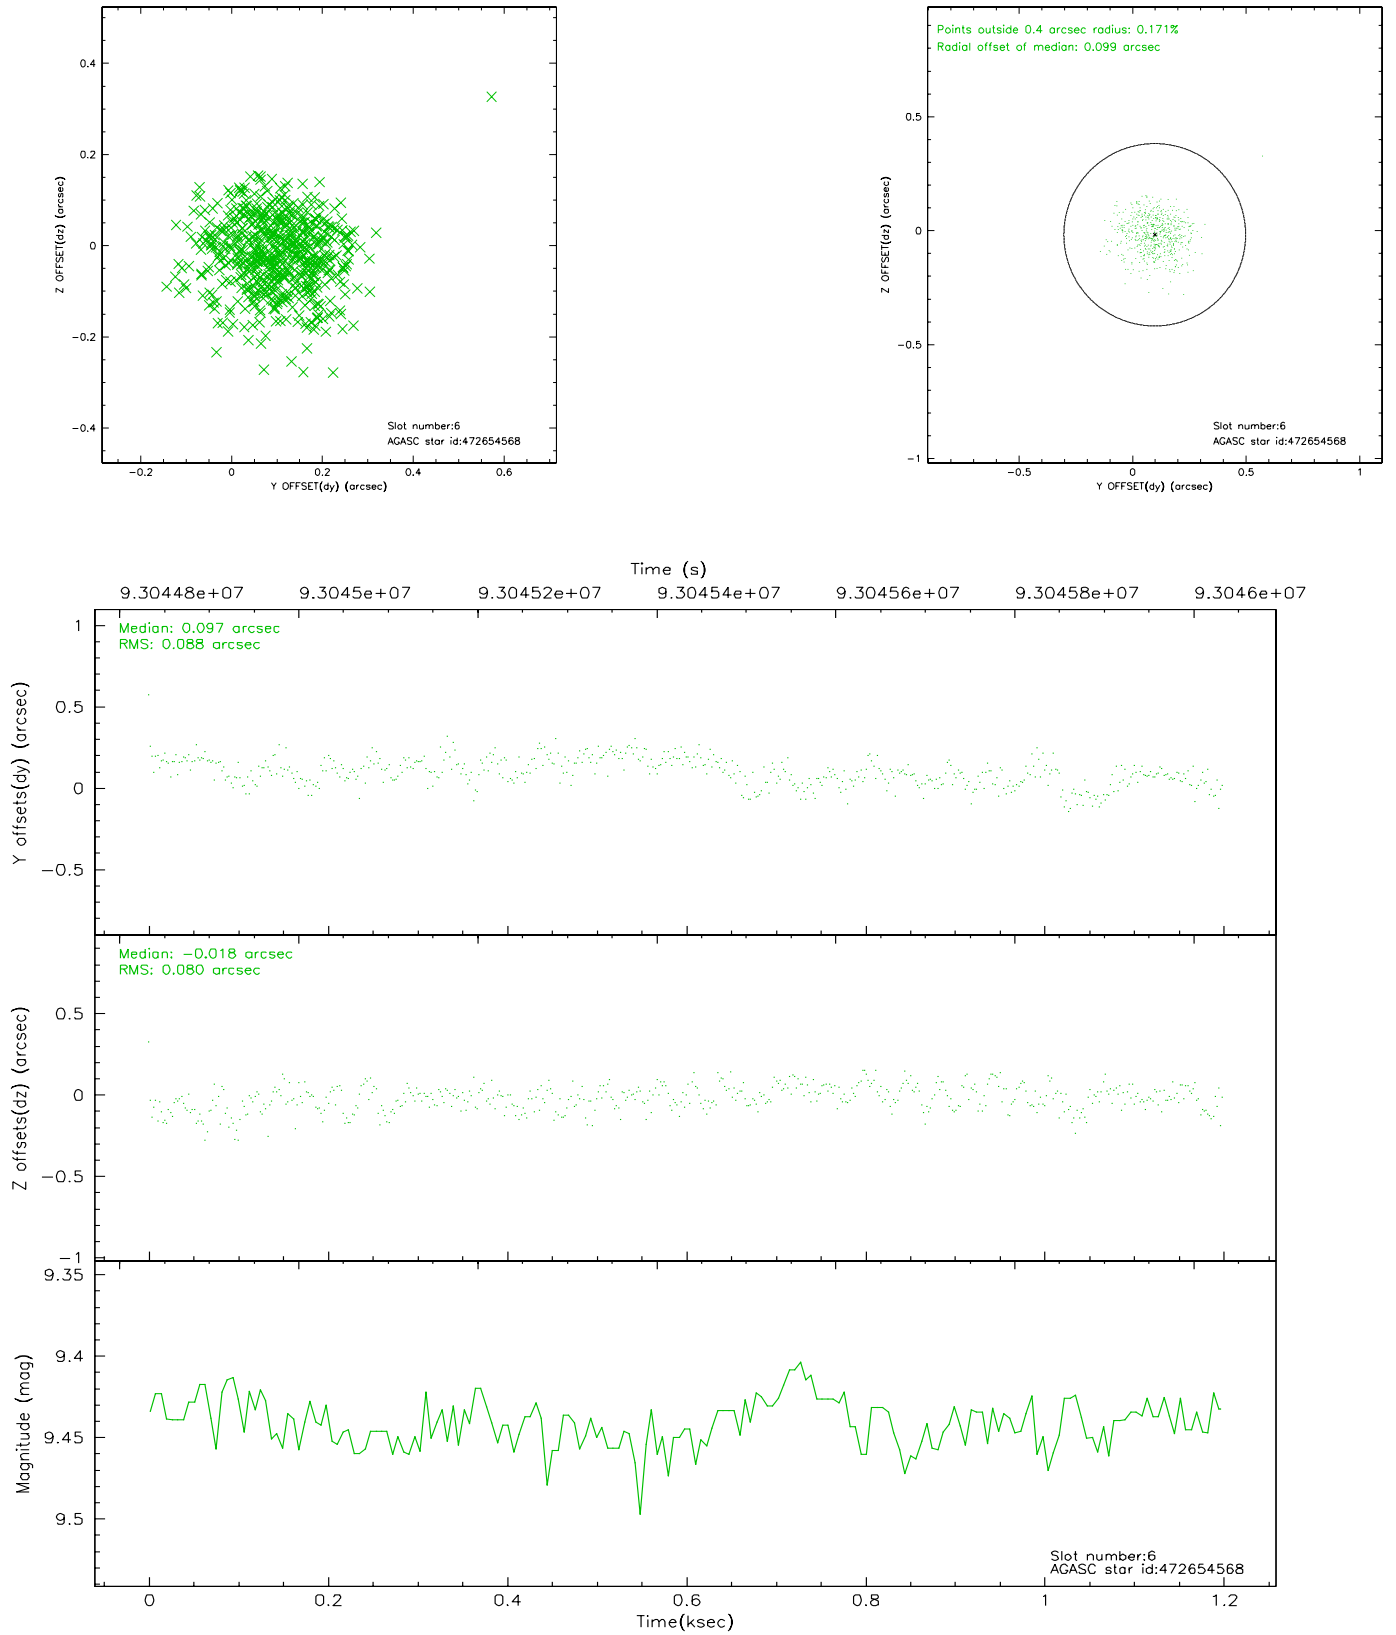 0.4
0.2
0
−0.2
−0.4
Z OFFSET(dz) (arcsec)
Slot number:6
AGASC star id:472654568
−0.2
0
0.2
0.4
0.6
Y OFFSET(dy) (arcsec)
Points outside 0.4 arcsec radius: 0.171%
Radial offset of median: 0.099 arcsec
0.5
0
−0.5
−1
Z OFFSET(dz) (arcsec)
Slot number:6
AGASC star id:472654568
−0.5
0
0.5
1
Y OFFSET(dy) (arcsec)
Time (s)
9.30448e+07
9.3045e+07
9.30452e+07
9.30454e+07
9.30456e+07
9.30458e+07
9.3046e+07
Median: 0.097 arcsec
RMS: 0.088 arcsec
1
0.5
0
−0.5
Y offsets(dy) (arcsec)
Median: −0.018 arcsec
RMS: 0.080 arcsec
0.5
0
−0.5
−1
Z offsets(dz) (arcsec)
9.35
9.4
9.45
9.5
Magnitude (mag)
Slot number:6
AGASC star id:472654568
0
0.2
0.4
0.6
0.8
1
1.2
Time(ksec)